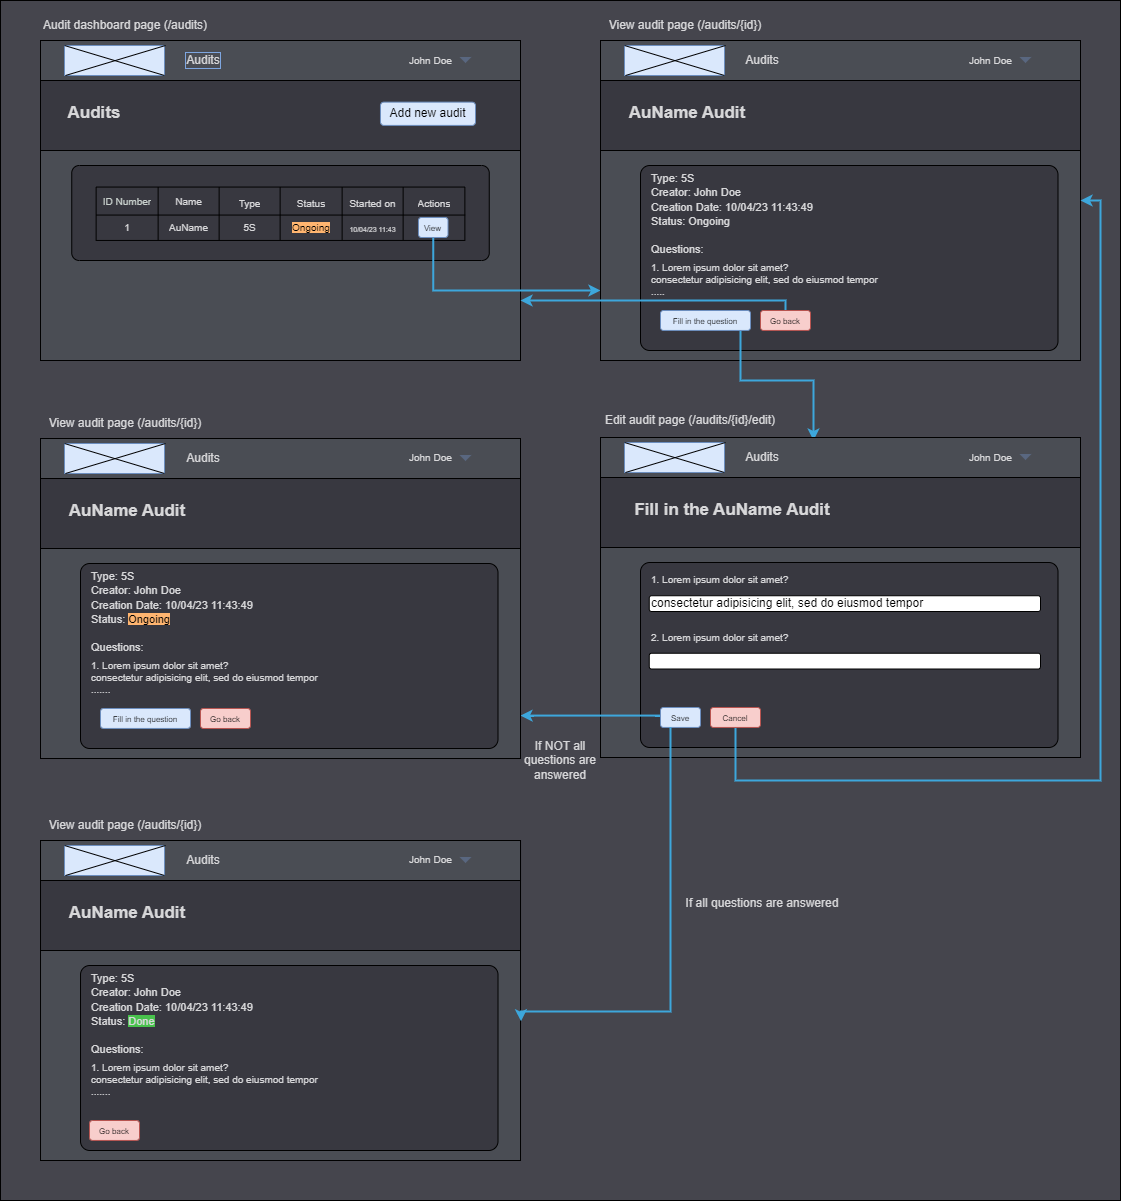 Audit dashboard page (/audits)
Audits
John Doe
Audits
Add new audit
ID Number Name Type Status Started on Actions
1 AuName 5S Ongoing 10/04/23 11:43 View
View audit page (/audits/{id})
Audits
John Doe
AuName Audit
Type: 5S
Creator: John Doe
Creation Date: 10/04/23 11:43:49
Status: Ongoing
Questions:
1. Lorem ipsum dolor sit amet?
consectetur adipisicing elit, sed do eiusmod tempor
.....
Fill in the question
Go back
View audit page (/audits/{id})
Audits
John Doe
AuName Audit
Type: 5S
Creator: John Doe
Creation Date: 10/04/23 11:43:49
Status: Ongoing
Questions:
1. Lorem ipsum dolor sit amet?
consectetur adipisicing elit, sed do eiusmod tempor
.......
Fill in the question
Go back
Edit audit page (/audits/{id}/edit)
Audits
John Doe
Fill in the AuName Audit
1. Lorem ipsum dolor sit amet?
consectetur adipisicing elit, sed do eiusmod tempor
2. Lorem ipsum dolor sit amet?
Save
Cancel
If NOT all
questions are
answered
If all questions are answered
View audit page (/audits/{id})
Audits
John Doe
AuName Audit
Type: 5S
Creator: John Doe
Creation Date: 10/04/23 11:43:49
Status: Done
Questions:
1. Lorem ipsum dolor sit amet?
consectetur adipisicing elit, sed do eiusmod tempor
.......
Go back